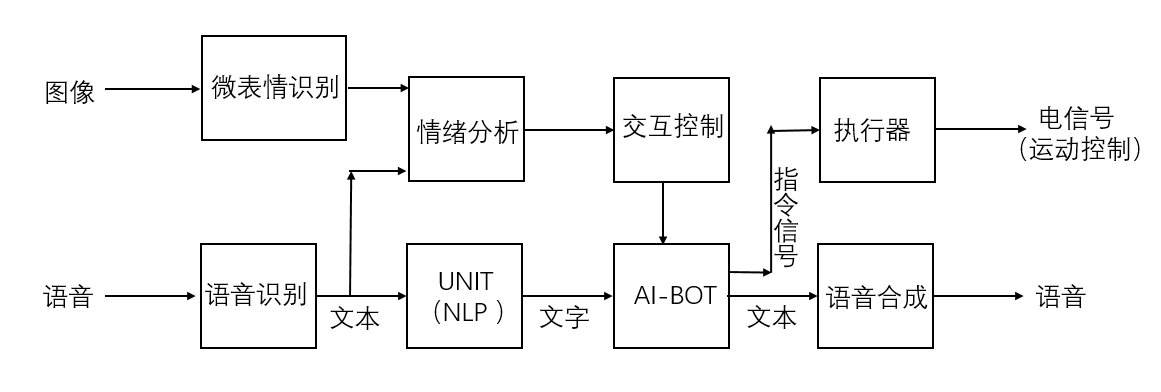 图像
微表情识别
情绪分析
交互控制
执行器
电信号
（运动控制）
指令信号
语音
语音识别
文本
UNIT
（NLP ）
文字
AI-BOT
文本
语音合成
语音